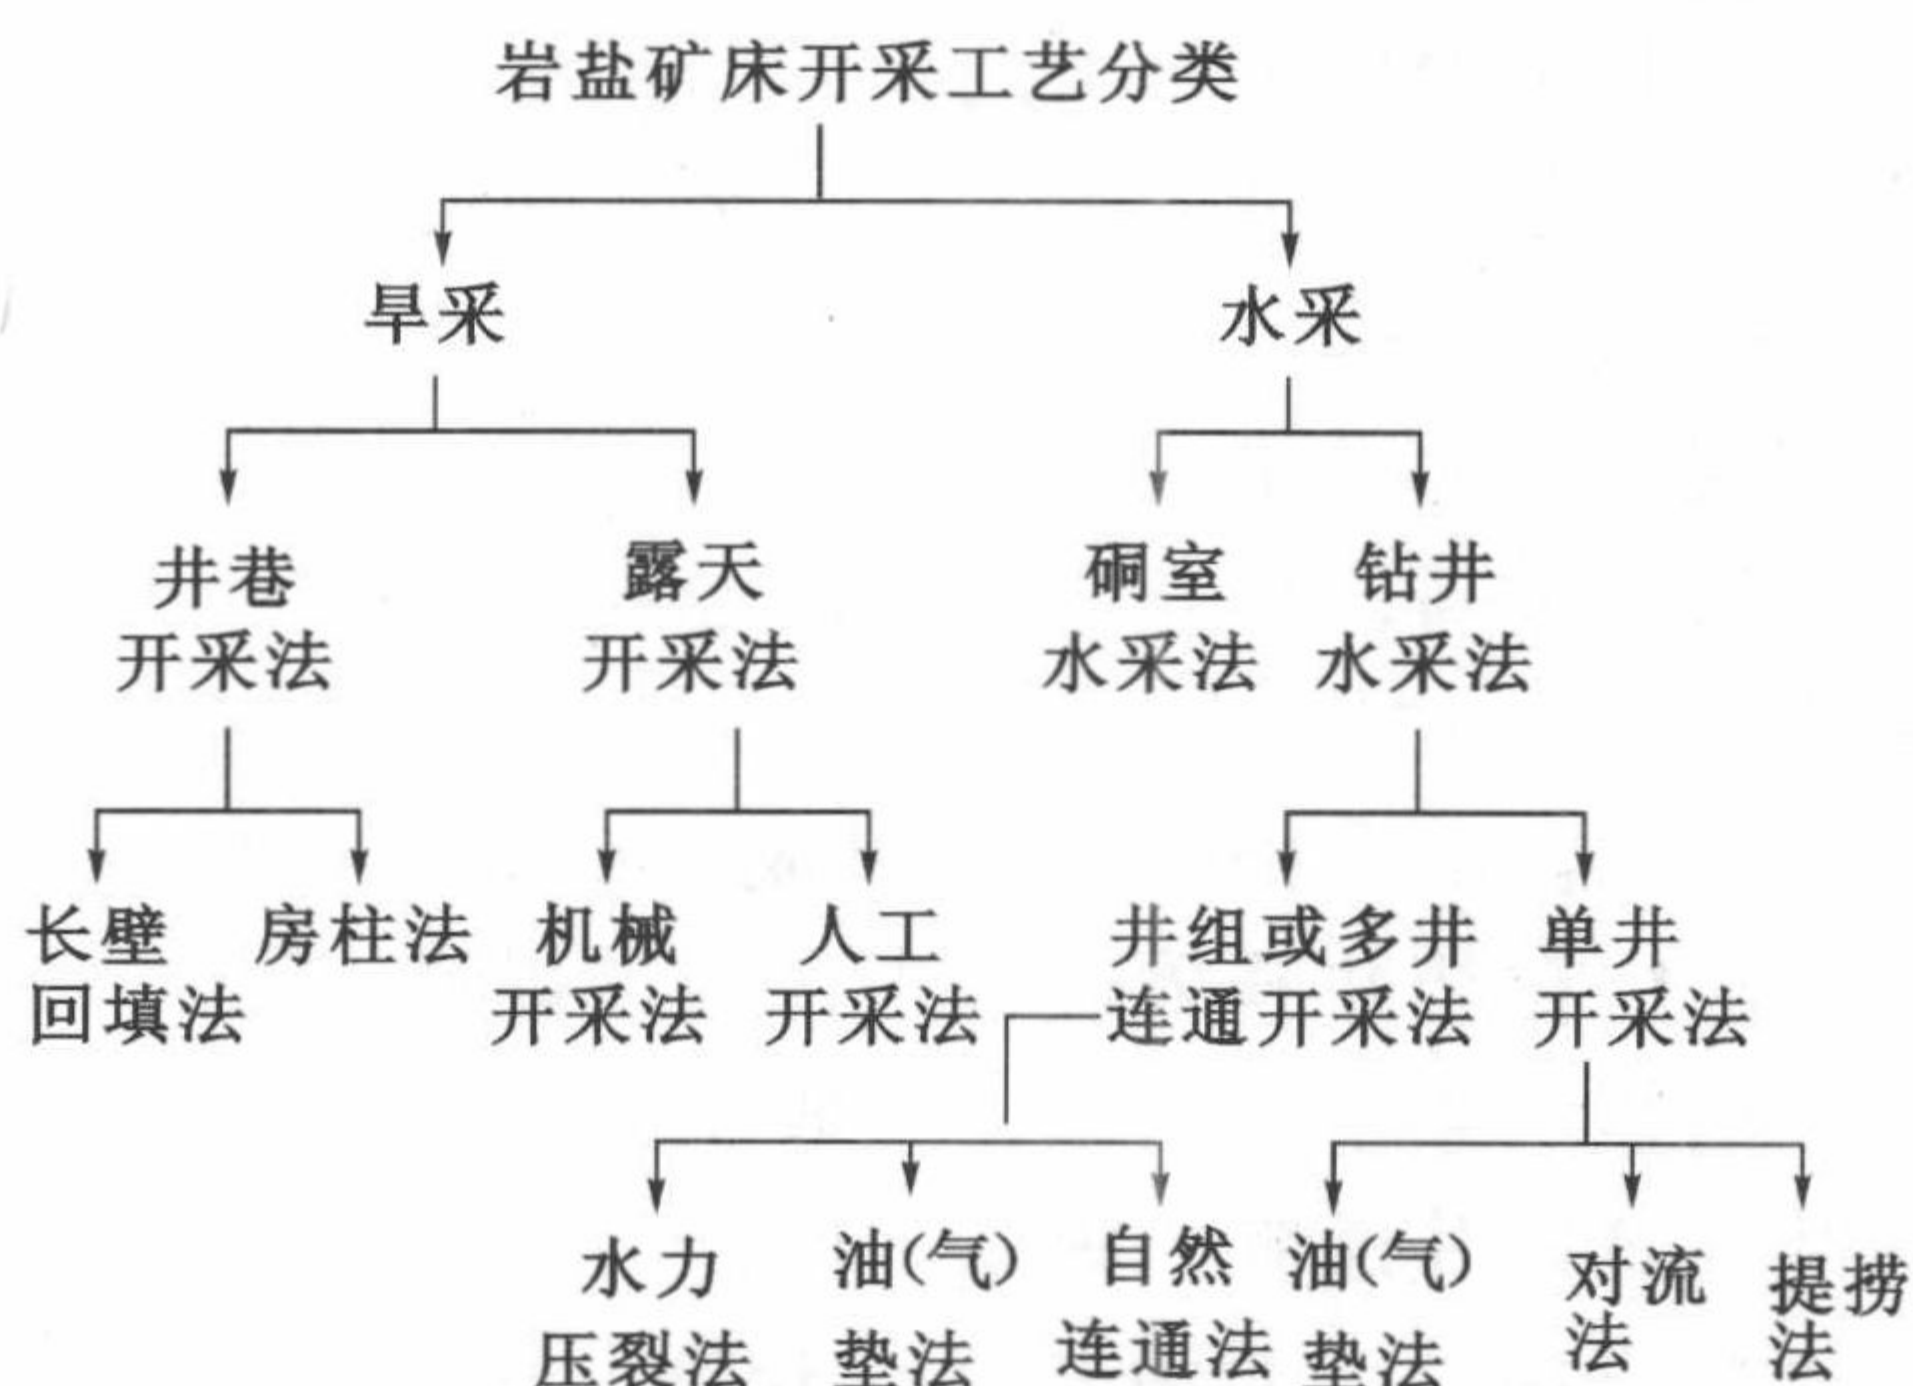 岩盐矿床开采工艺分类
旱采
水采
井巷
开采法
露天
开采法
硐室
水采法
钻井
水采法
长壁
回填法
房柱法
机械
开采法
人工
开采法
井组或多井
连通开采法
单井
开采法
水力
压裂法
油(气)
垫法
自然
连通法
油(气)
垫法
对流
法
提捞
法